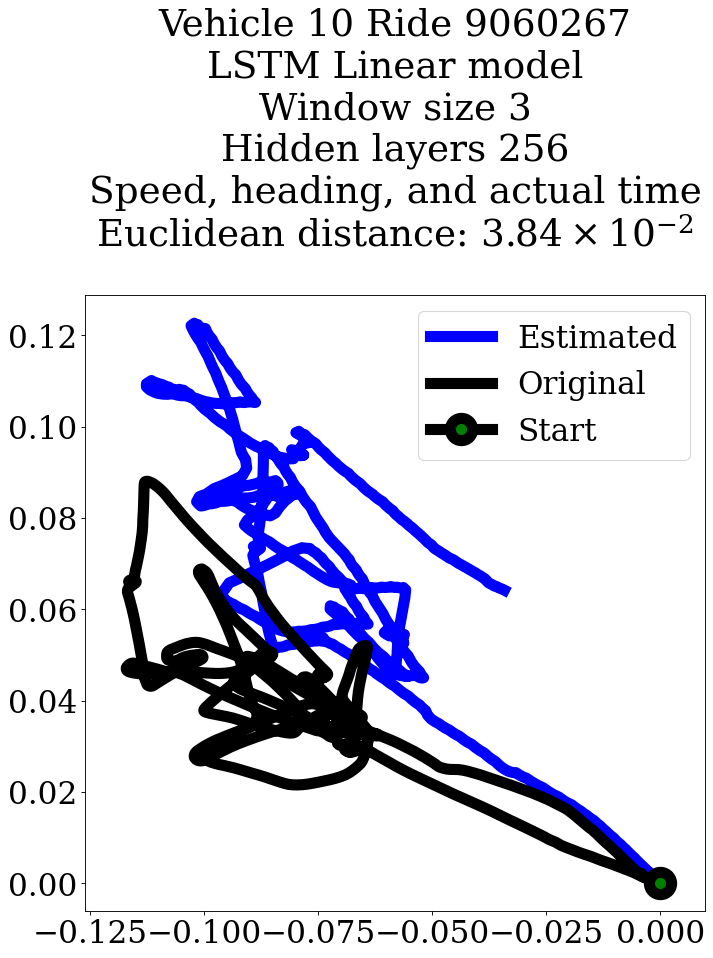 Vehicle 10 Ride 9060267
LSTM Linear model
Window size 3
Hidden layers 256
Speed, heading, and actual time
Euclidean distance: 3.84 × 10⁻²
Estimated
Original
Start
0.12
0.10
0.08
0.06
0.04
0.02
0.00
−0.125 −0.100 −0.075 −0.050 −0.025 0.000